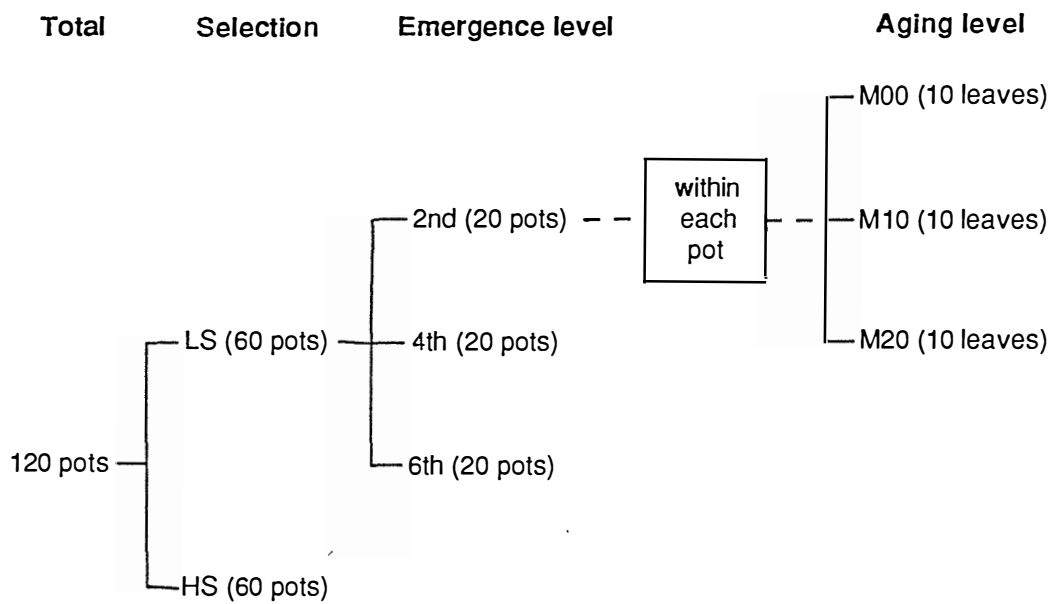 Total Selection Emergence level Aging level
M00 (10 leaves)
within
each
pot
2nd (20 pots)
M10 (10 leaves)
LS (60 pots)
4th (20 pots)
M20 (10 leaves)
120 pots
6th (20 pots)
HS (60 pots)